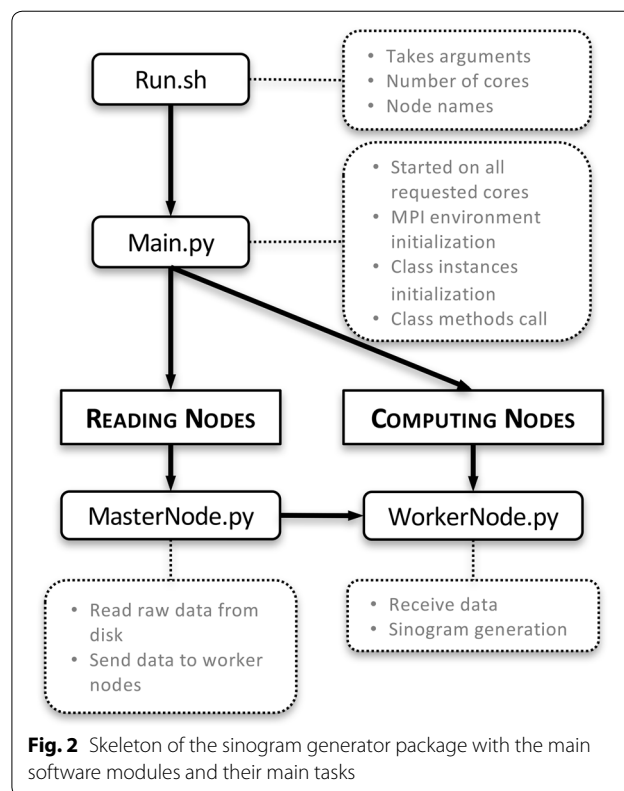 Run.sh
• Takes arguments
• Number of cores
• Node names
Main.py
• Started on all
requested cores
• MPI environment
initialization
• Class instances
initialization
• Class methods call
READING NODES
COMPUTING NODES
MasterNode.py
WorkerNode.py
• Read raw data from
disk
• Send data to worker
nodes
• Receive data
• Sinogram generation
Fig. 2 Skeleton of the sinogram generator package with the main
software modules and their main tasks